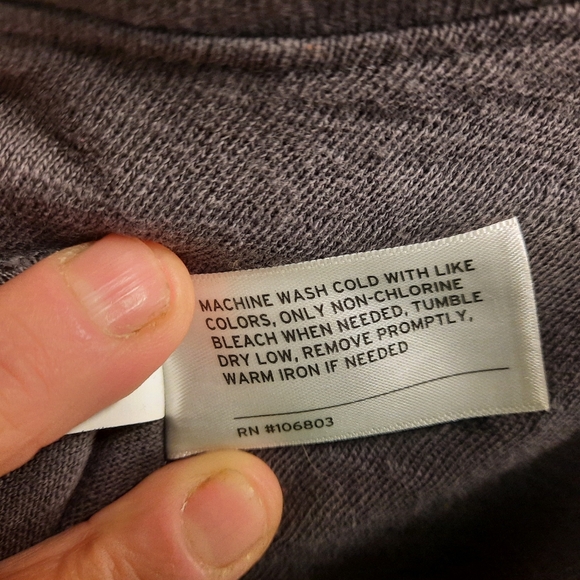 MACHINE WASH COLD WITH LIKE
COLORS, ONLY NON-CHLORINE
BLEACH WHEN NEEDED, TUMBLE
DRY LOW, REMOVE PROMPTLY,
WARM IRON IF NEEDED
RN #106803